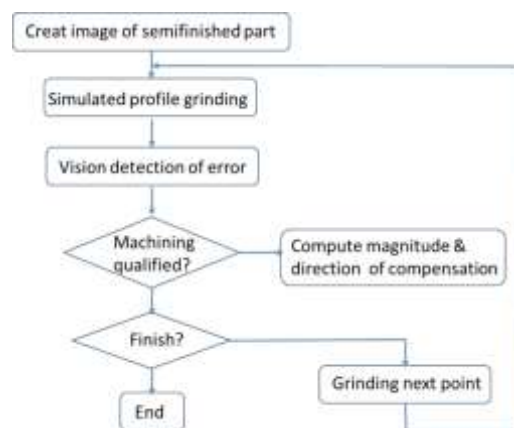 Creat image of semifinished part
Simulated profile grinding
Vision detection of error
Machining
qualified?
Compute magnitude &
direction of compensation
Finish?
Grinding next point
End